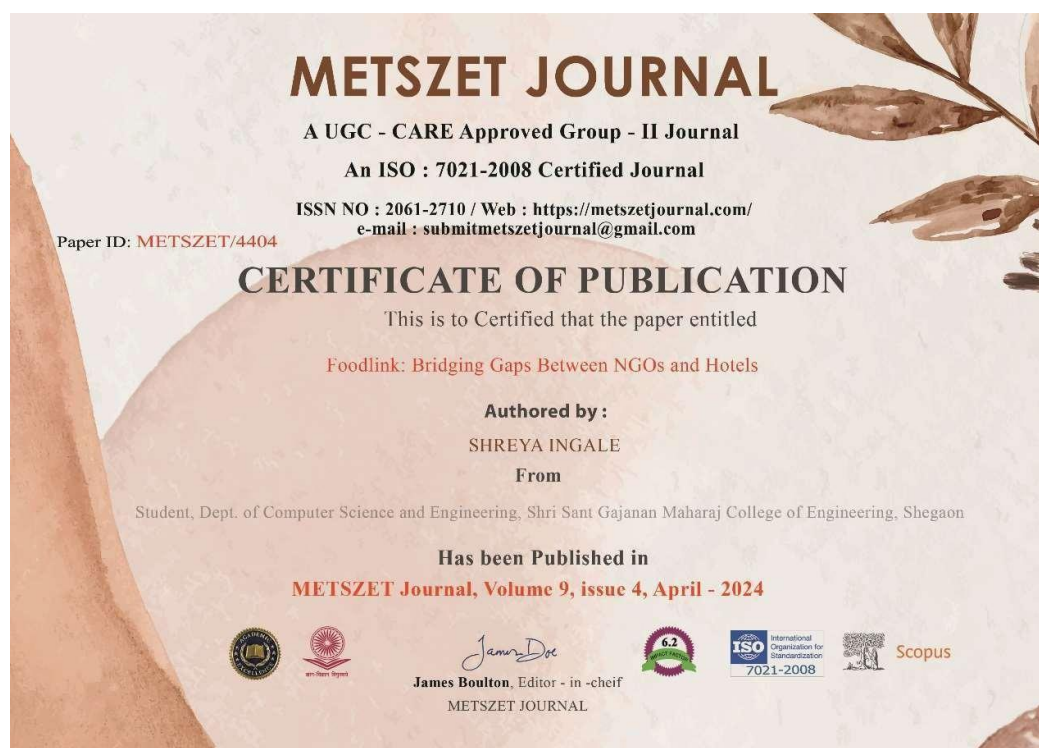 METSZET JOURNAL
A UGC - CARE Approved Group - II Journal
An ISO : 7021-2008 Certified Journal
ISSN NO : 2061-2710 / Web : https://metszetjournal.com/
e-mail : submitmetszetjournal@gmail.com
Paper ID: METSZET/4404
CERTIFICATE OF PUBLICATION
This is to Certified that the paper entitled
Foodlink: Bridging Gaps Between NGOs and Hotels
Authored by :
SHREYA INGALE
From
Student, Dept. of Computer Science and Engineering, Shri Sant Gajanan Maharaj College of Engineering, Shegaon
Has been Published in
METSZET Journal, Volume 9, issue 4, April - 2024
ACADEMIC
EXCELLENCE
ज्ञान-विज्ञान विमुक्तये
James Doe
James Boulton, Editor - in -cheif
METSZET JOURNAL
6.2
IMPACT FACTOR
ISO
International
Organization for
Standardization
7021-2008
Scopus